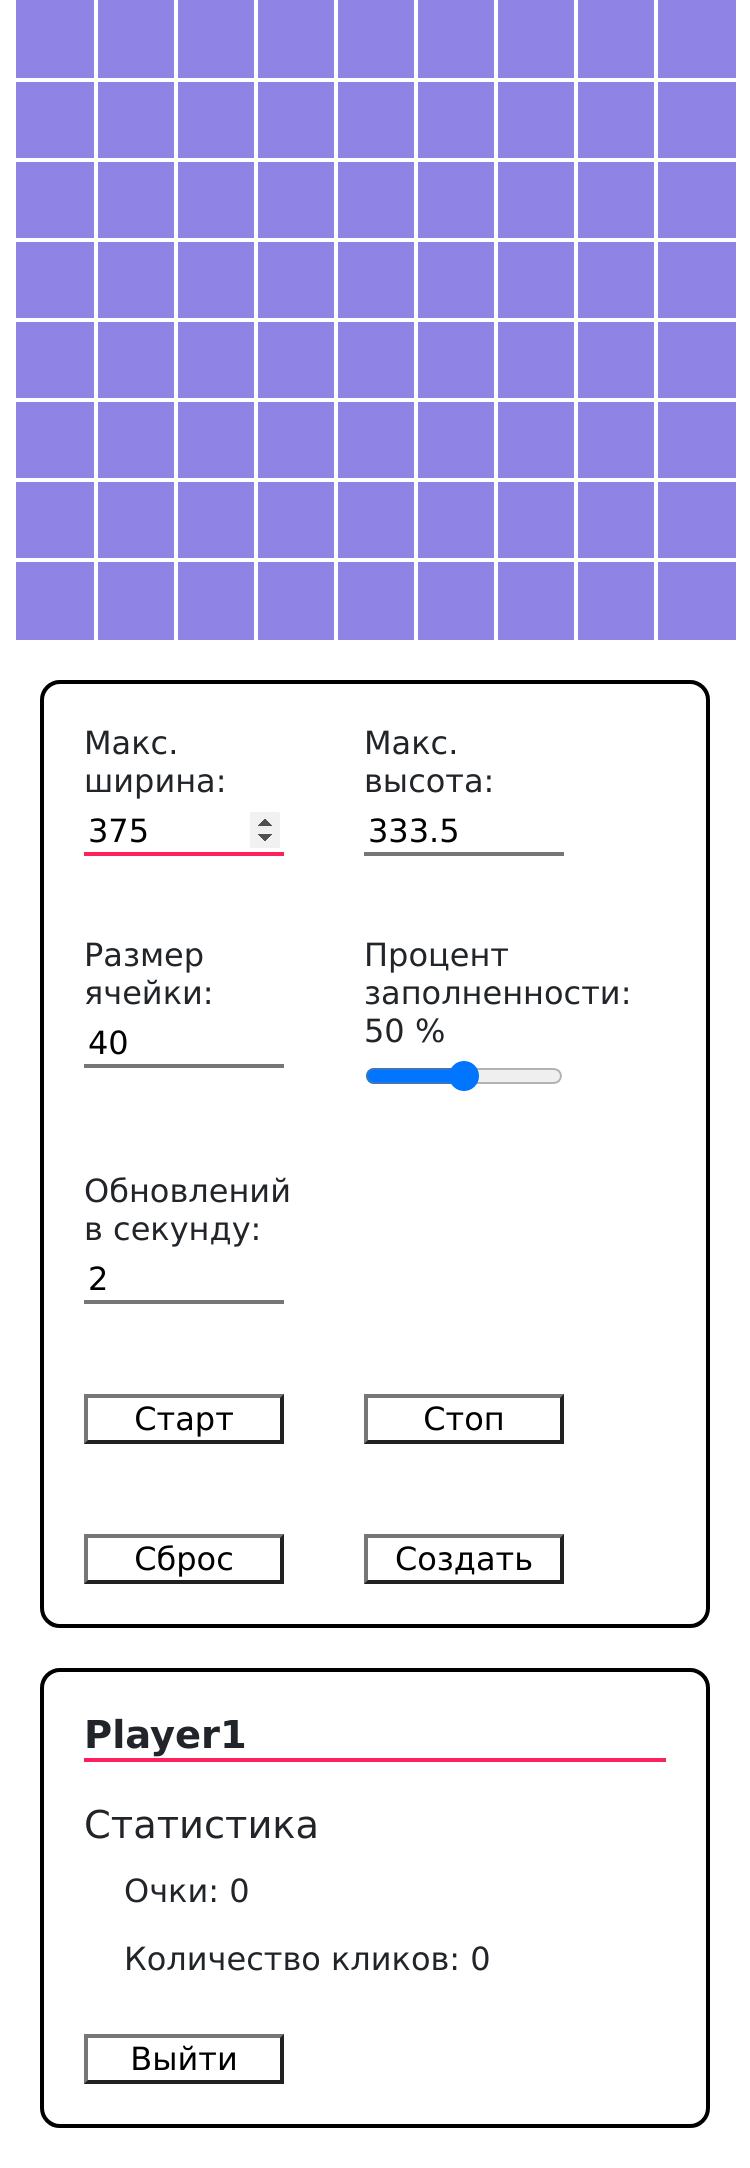 Макс.
ширина:
375
Макс.
высота:
333.5
Размер
ячейки:
40
Процент
заполненности:
50 %
Обновлений
в секунду:
2
Старт
Стоп
Сброс
Создать
Player1
Статистика
Очки: 0
Количество кликов: 0
Выйти